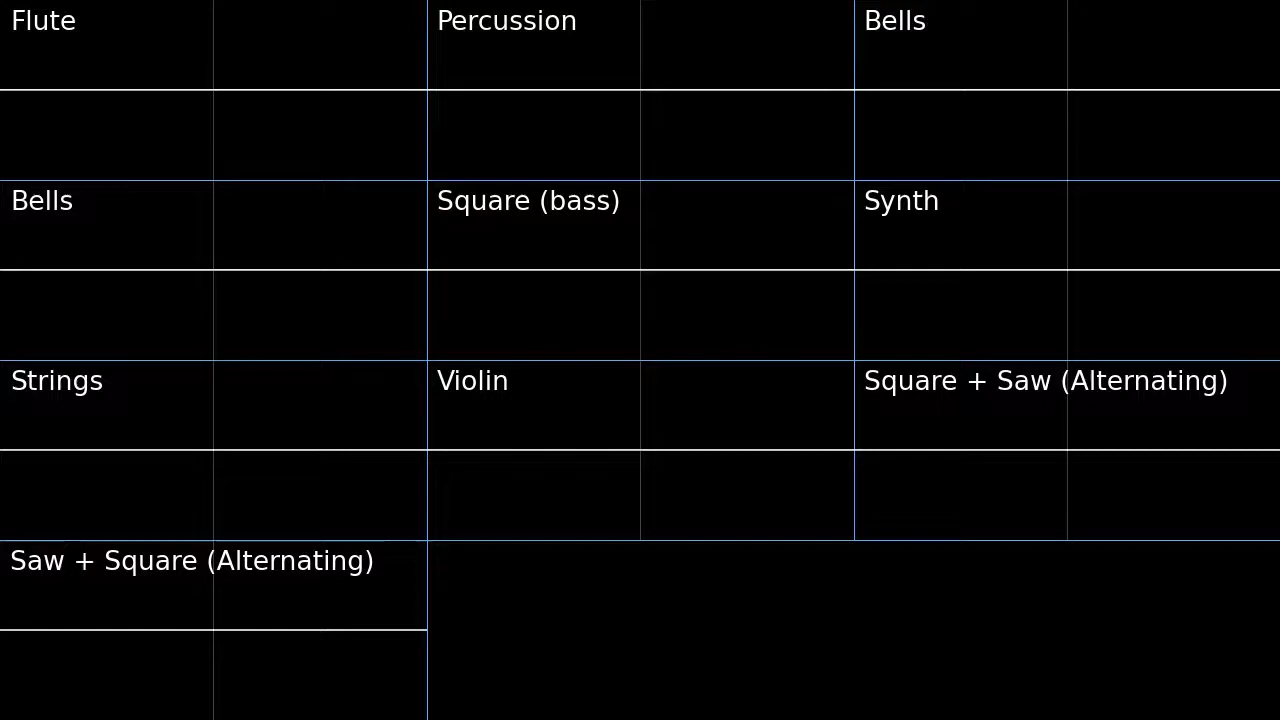 Flute
Percussion
Bells
Bells
Square (bass)
Synth
Strings
Violin
Square + Saw (Alternating)
Saw + Square (Alternating)